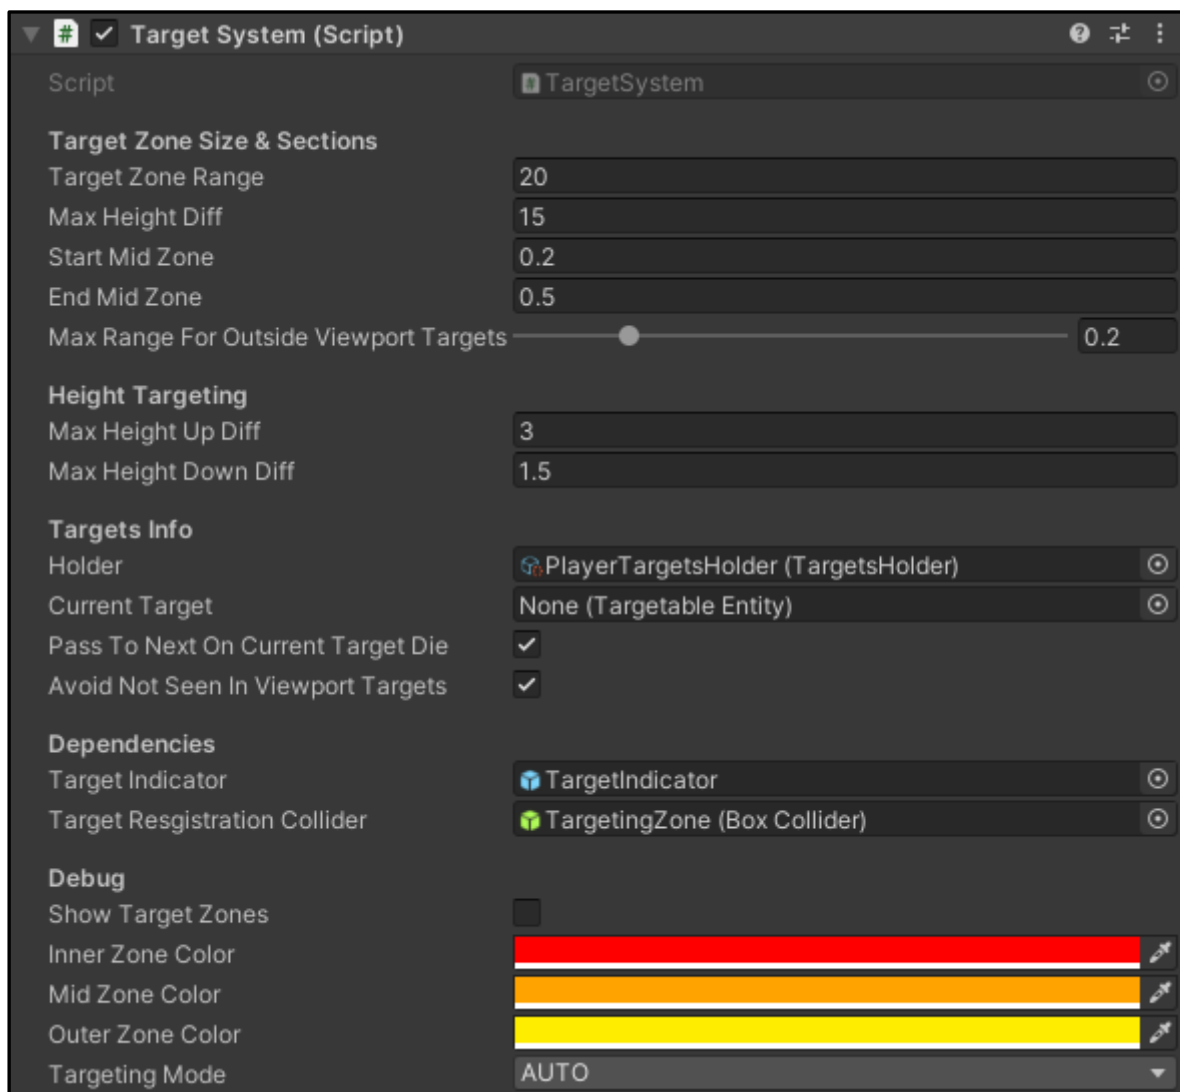 Target System (Script)
Script TargetSystem
Target Zone Size & Sections
Target Zone Range 20
Max Height Diff 15
Start Mid Zone 0.2
End Mid Zone 0.5
Max Range For Outside Viewport Targets 0.2
Height Targeting
Max Height Up Diff 3
Max Height Down Diff 1.5
Targets Info
Holder PlayerTargetsHolder (TargetsHolder)
Current Target None (Targetable Entity)
Pass To Next On Current Target Die
Avoid Not Seen In Viewport Targets
Dependencies
Target Indicator TargetIndicator
Target Resgistration Collider TargetingZone (Box Collider)
Debug
Show Target Zones
Inner Zone Color
Mid Zone Color
Outer Zone Color
Targeting Mode AUTO